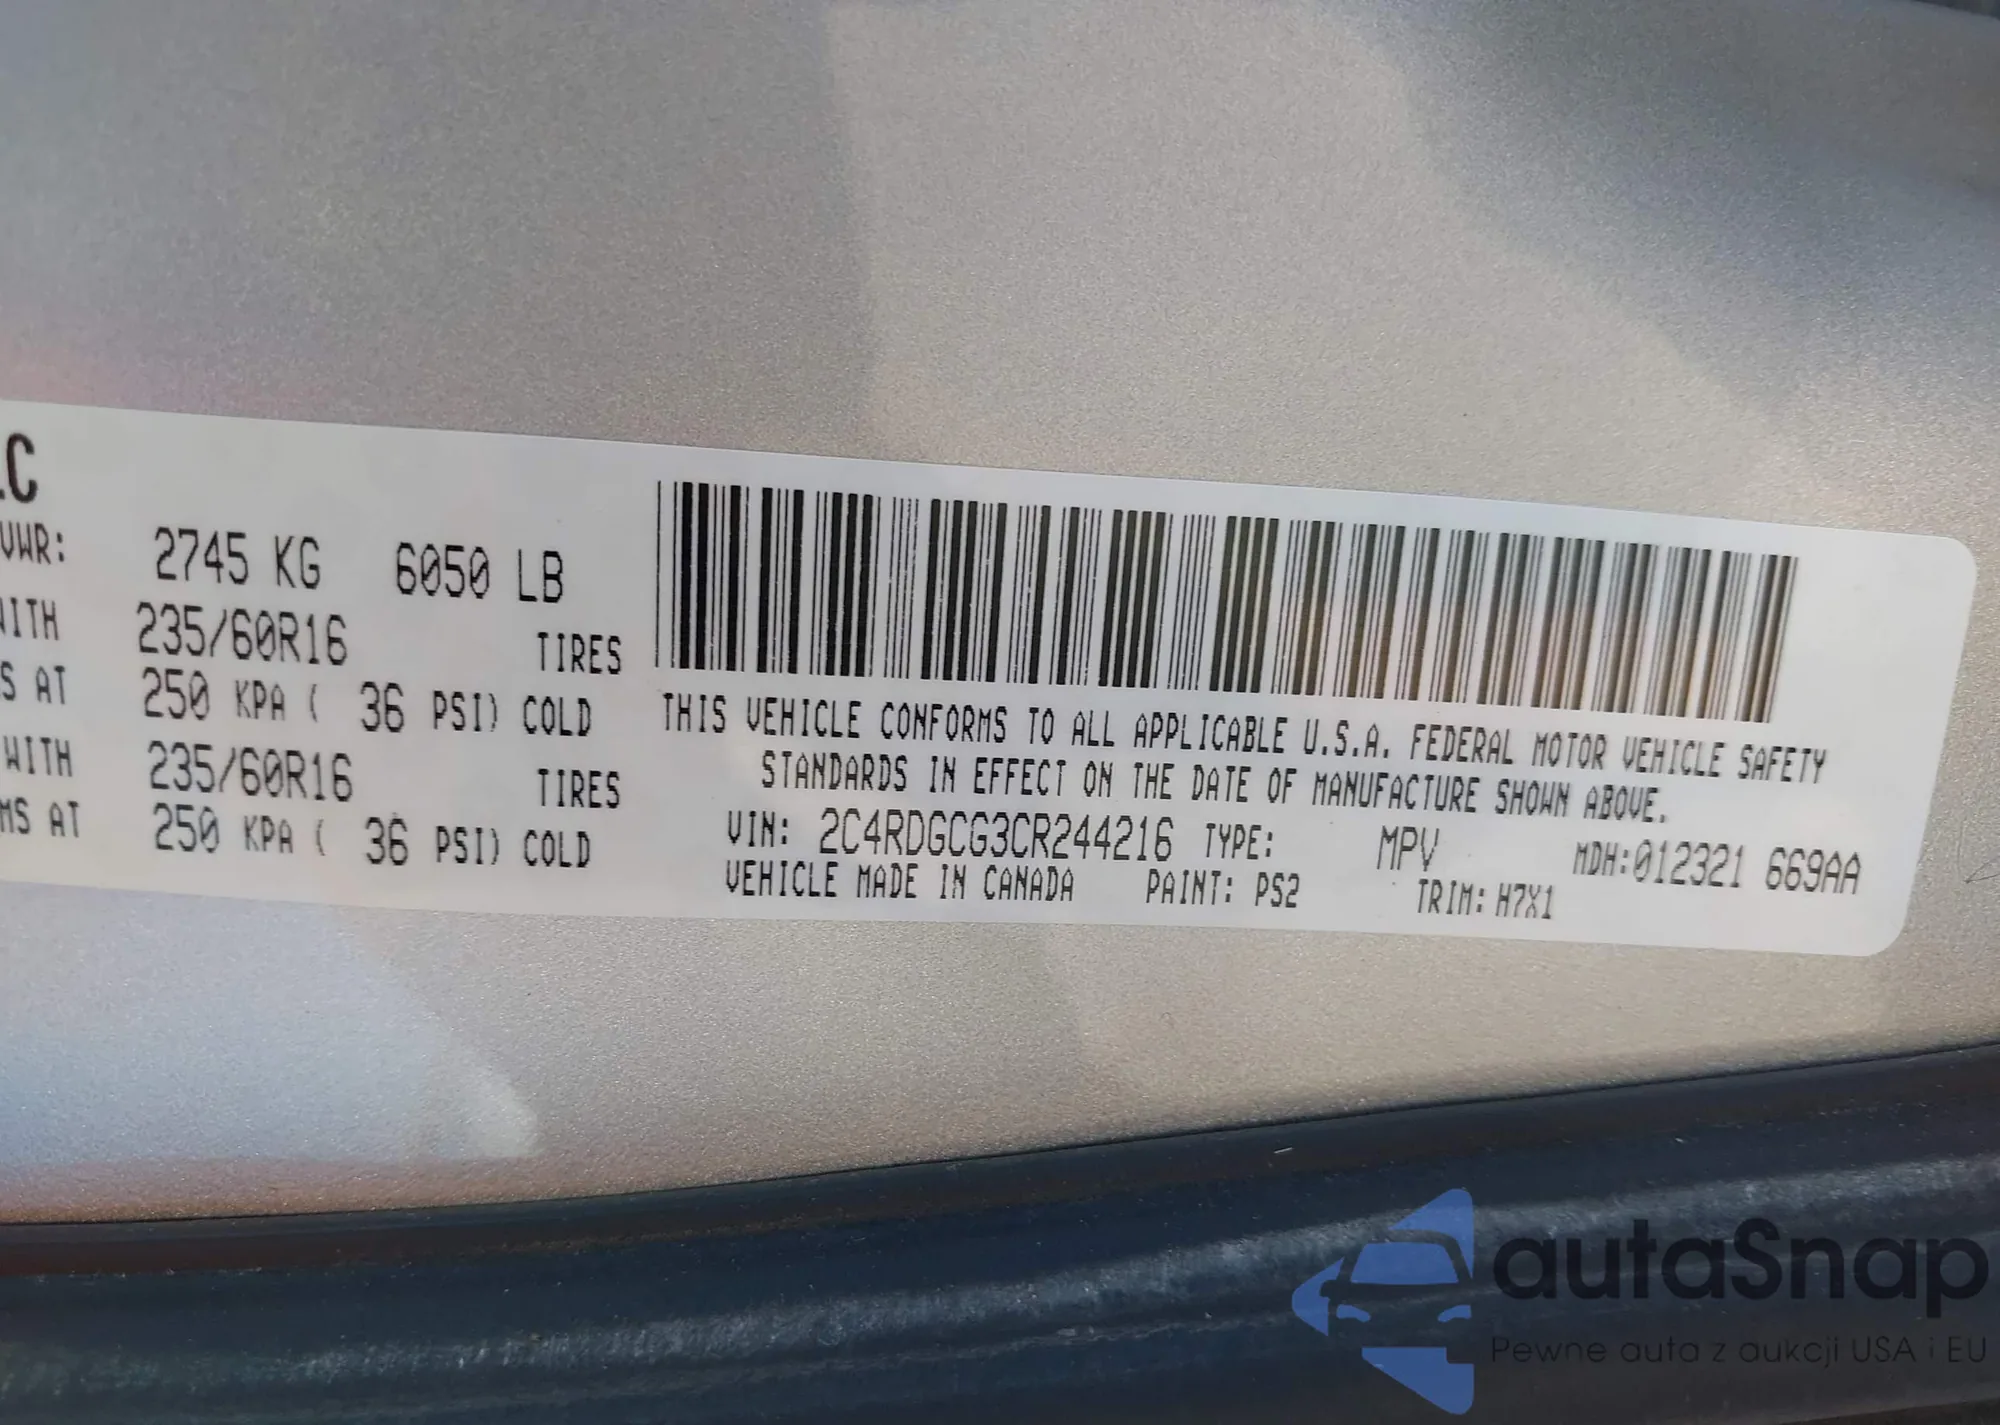 LC
VWR: 2745 KG 6050 LB
WITH 235/60R16 TIRES
MS AT 250 KPA ( 36 PSI) COLD
WITH 235/60R16 TIRES
MS AT 250 KPA ( 36 PSI) COLD
THIS VEHICLE CONFORMS TO ALL APPLICABLE U.S.A. FEDERAL MOTOR VEHICLE SAFETY
STANDARDS IN EFFECT ON THE DATE OF MANUFACTURE SHOWN ABOVE.
VIN: 2C4RDGCG3CR244216 TYPE: MPV MDH:012321 669AA
VEHICLE MADE IN CANADA PAINT: PS2 TRIM: H7X1
autaSnap
Pewne auta z aukcji USA i EU